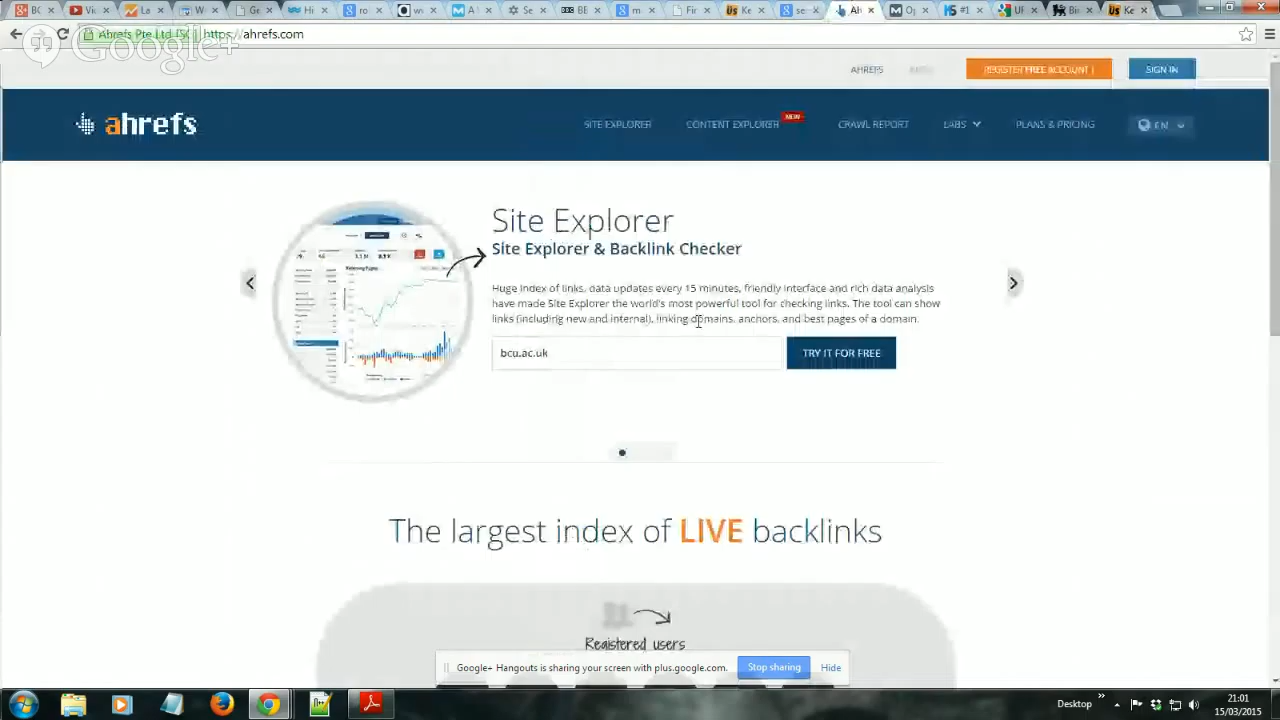 Ahrefs Pte Ltd [SG] https://ahrefs.com
Google+
AHREFS
REGISTER FREE ACCOUNT
SIGN IN
ahrefs
SITE EXPLORER
CONTENT EXPLORER
NEW
CRAWL REPORT
LABS
PLANS & PRICING
EN
Site Explorer
Site Explorer & Backlink Checker
Huge index of links, data updates every 15 minutes, friendly interface and rich data analysis
have made Site Explorer the world's most powerful tool for checking links. The tool can show
links (including new and internal), linking domains, anchors, and best pages of a domain.
bcu.ac.uk
TRY IT FOR FREE
The largest index of LIVE backlinks
Registered users
Google+ Hangouts is sharing your screen with plus.google.com.
Stop sharing
Hide
Desktop
21:01
15/03/2015